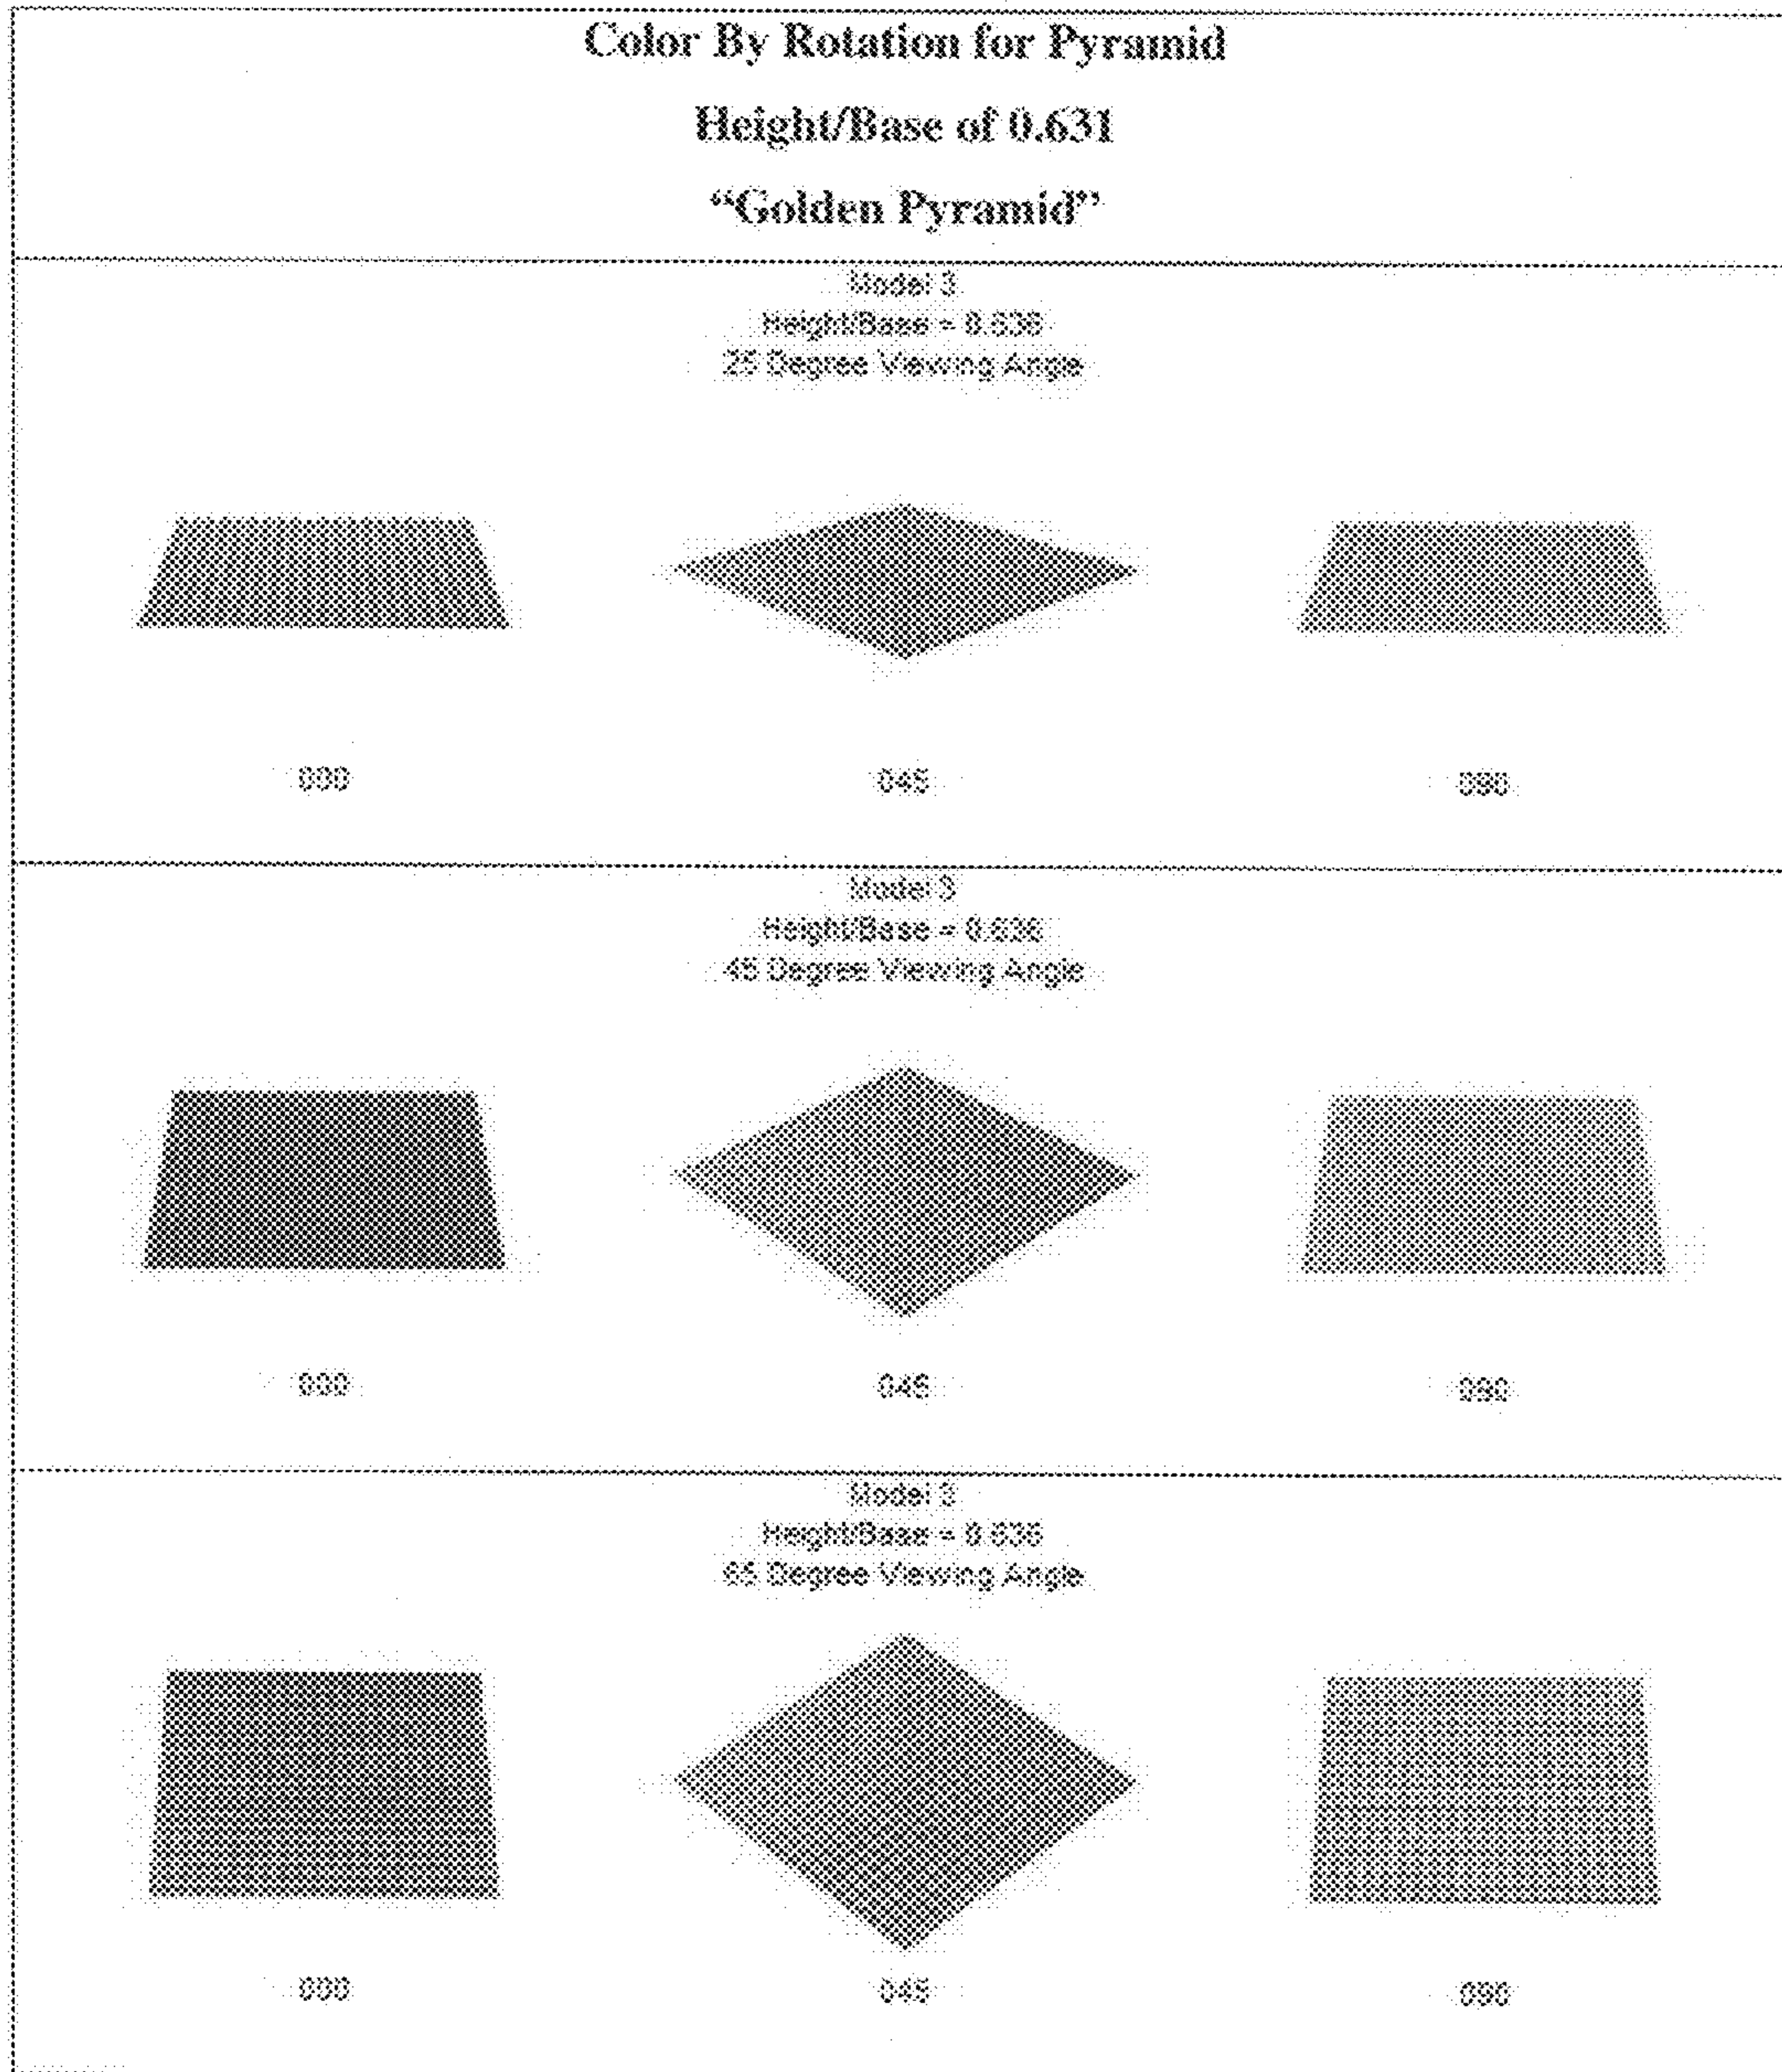 Color By Rotation for Pyramid
Height/Base of 0.631
“Golden Pyramid”
Model 3
Height/Base = 0.636
25 Degree Viewing Angle
000 045 090
Model 3
Height/Base = 0.636
45 Degree Viewing Angle
000 045 090
Model 3
Height/Base = 0.636
65 Degree Viewing Angle
000 045 090